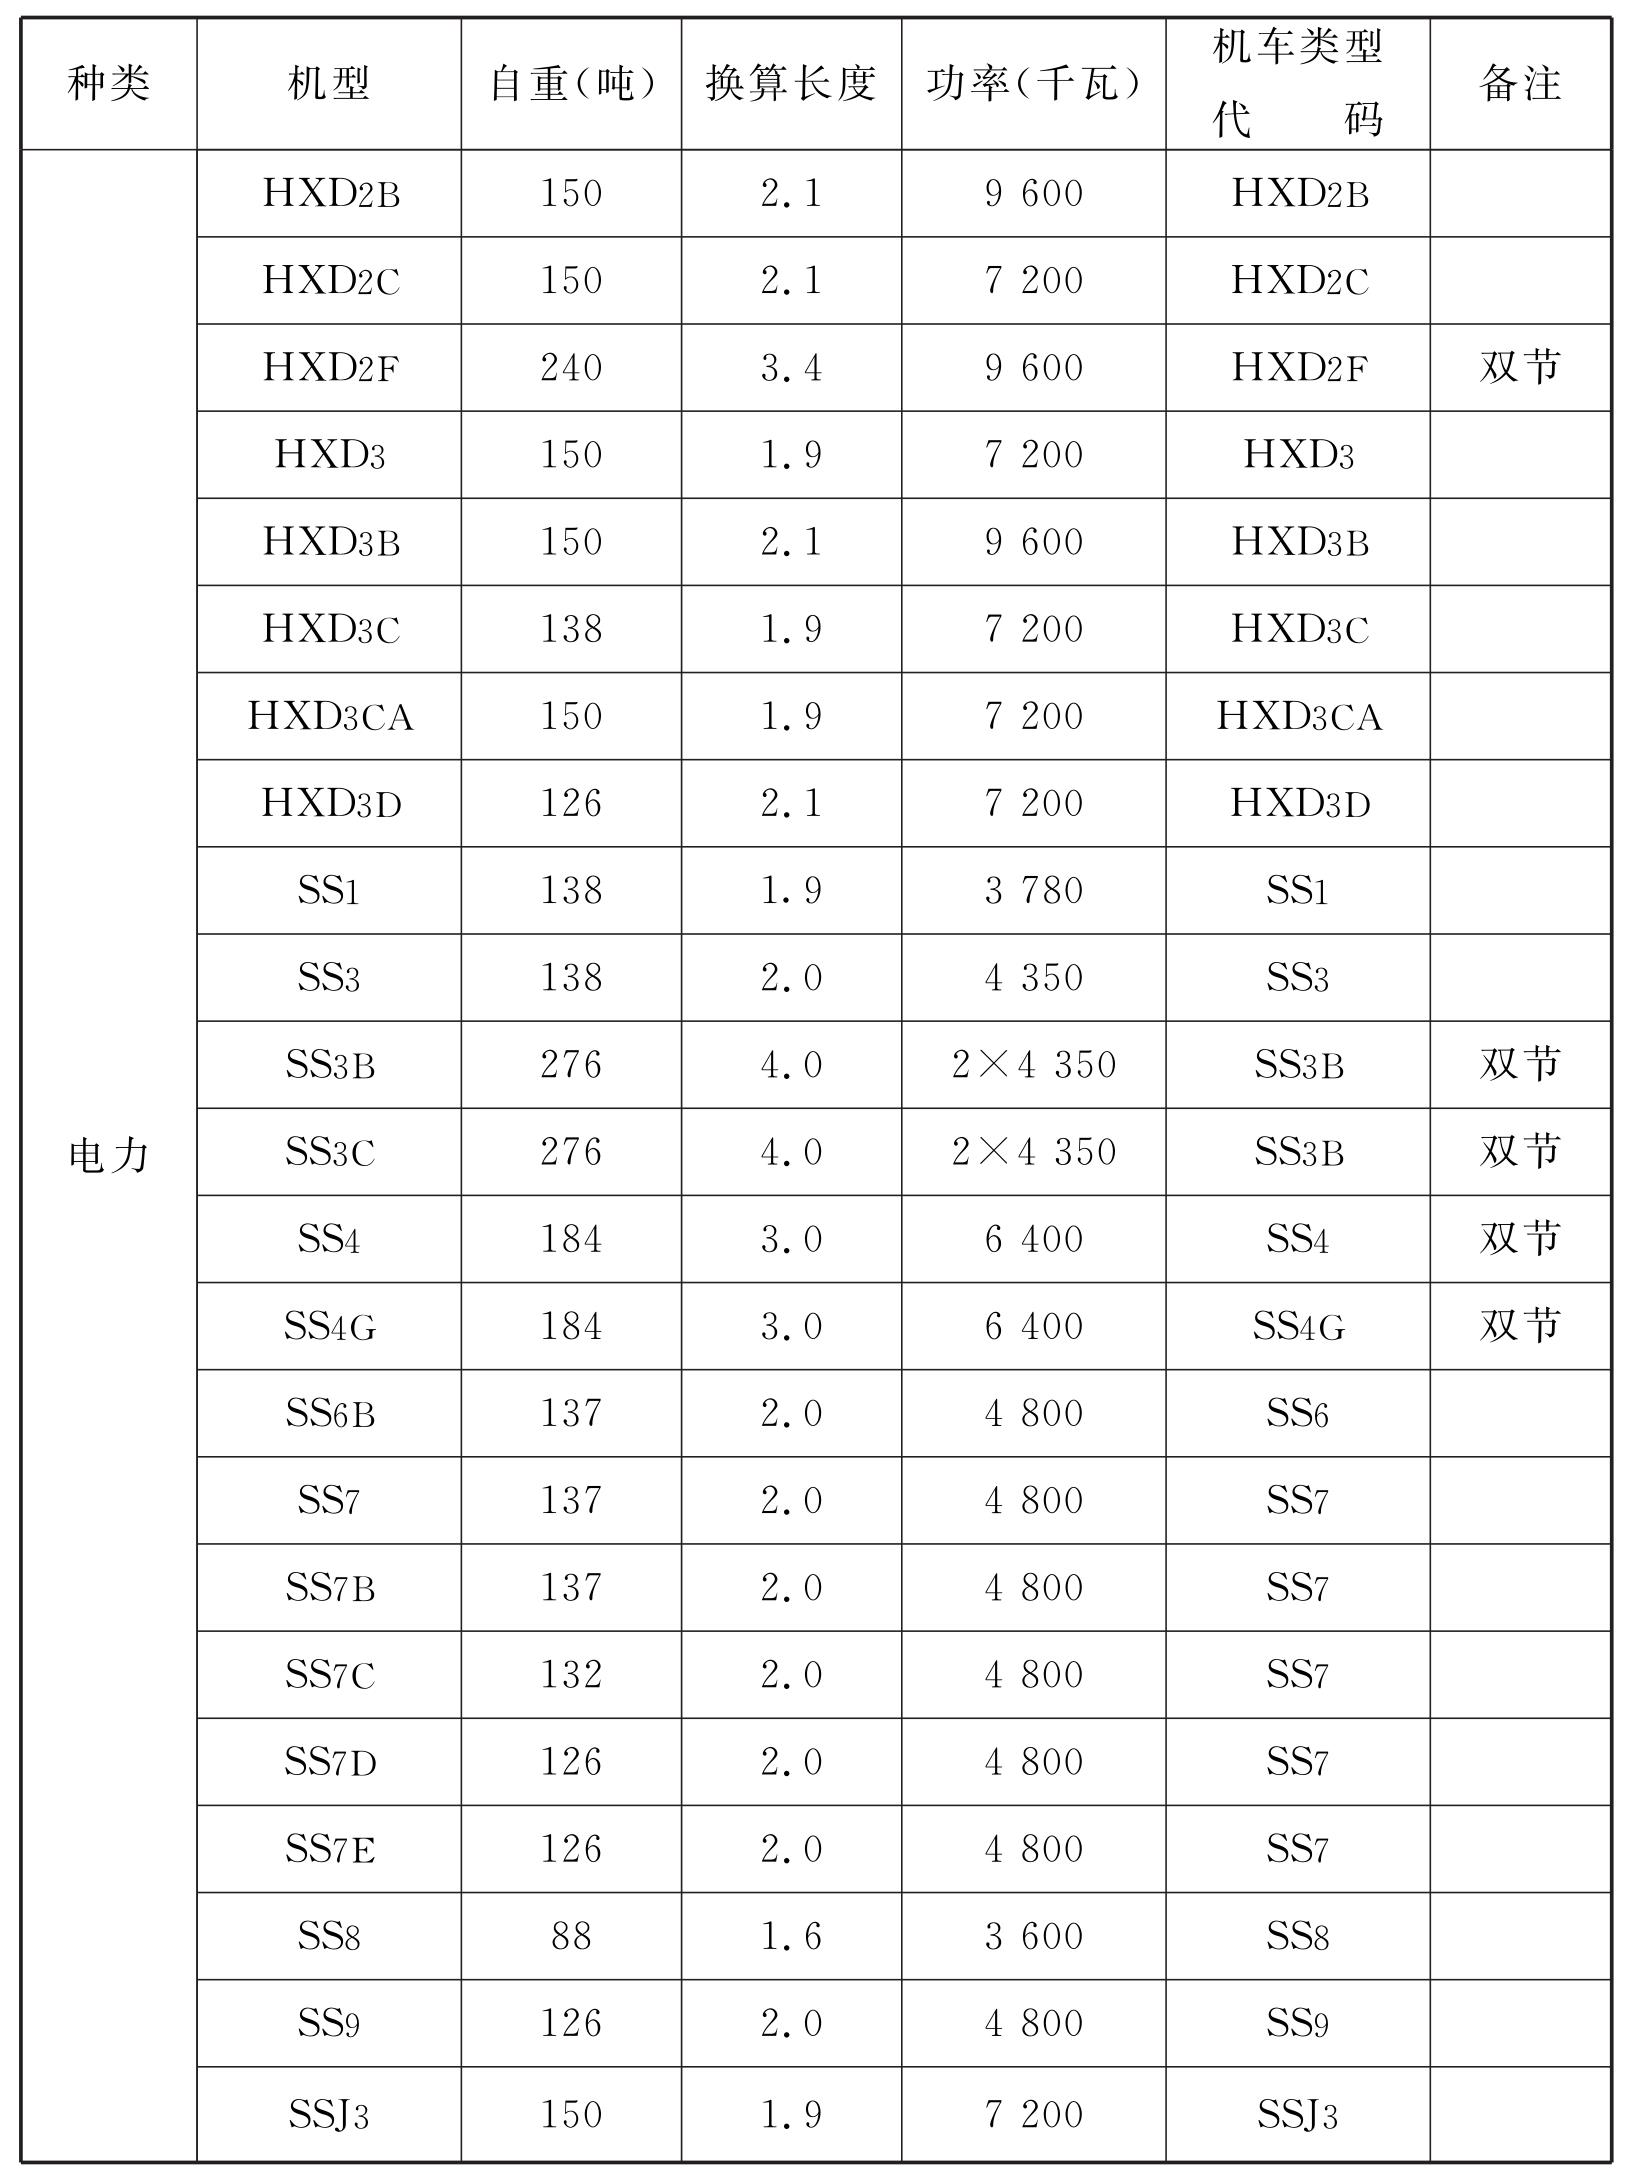 种类 机型 自重(吨) 换算长度 功率(千瓦) 机车类型代码 备注
电力
HXD2B 150 2.1 9 600 HXD2B
HXD2C 150 2.1 7 200 HXD2C
HXD2F 240 3.4 9 600 HXD2F 双节
HXD3 150 1.9 7 200 HXD3
HXD3B 150 2.1 9 600 HXD3B
HXD3C 138 1.9 7 200 HXD3C
HXD3CA 150 1.9 7 200 HXD3CA
HXD3D 126 2.1 7 200 HXD3D
SS1 138 1.9 3 780 SS1
SS3 138 2.0 4 350 SS3
SS3B 276 4.0 2×4 350 SS3B 双节
SS3C 276 4.0 2×4 350 SS3B 双节
SS4 184 3.0 6 400 SS4 双节
SS4G 184 3.0 6 400 SS4G 双节
SS6B 137 2.0 4 800 SS6
SS7 137 2.0 4 800 SS7
SS7B 137 2.0 4 800 SS7
SS7C 132 2.0 4 800 SS7
SS7D 126 2.0 4 800 SS7
SS7E 126 2.0 4 800 SS7
SS8 88 1.6 3 600 SS8
SS9 126 2.0 4 800 SS9
SSJ3 150 1.9 7 200 SSJ3